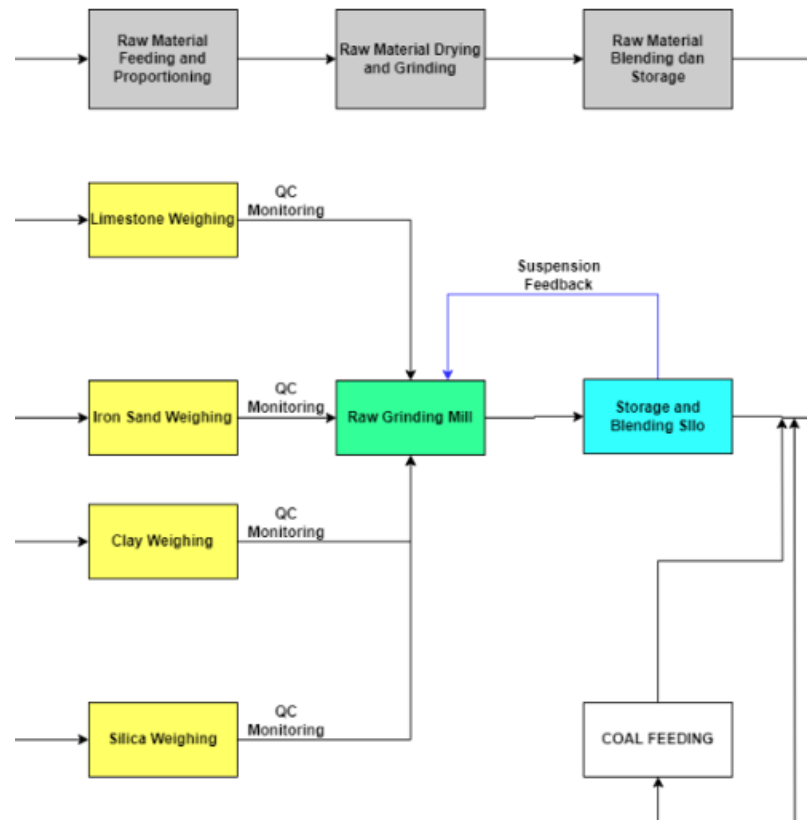 Raw Material
Feeding and
Proportioning
Raw Material Drying
and Grinding
Raw Material
Blending dan
Storage
Limestone Weighing
QC
Monitoring
Suspension
Feedback
Iron Sand Weighing
QC
Monitoring
Raw Grinding Mill
Storage and
Blending SIlo
Clay Weighing
QC
Monitoring
Silica Weighing
QC
Monitoring
COAL FEEDING